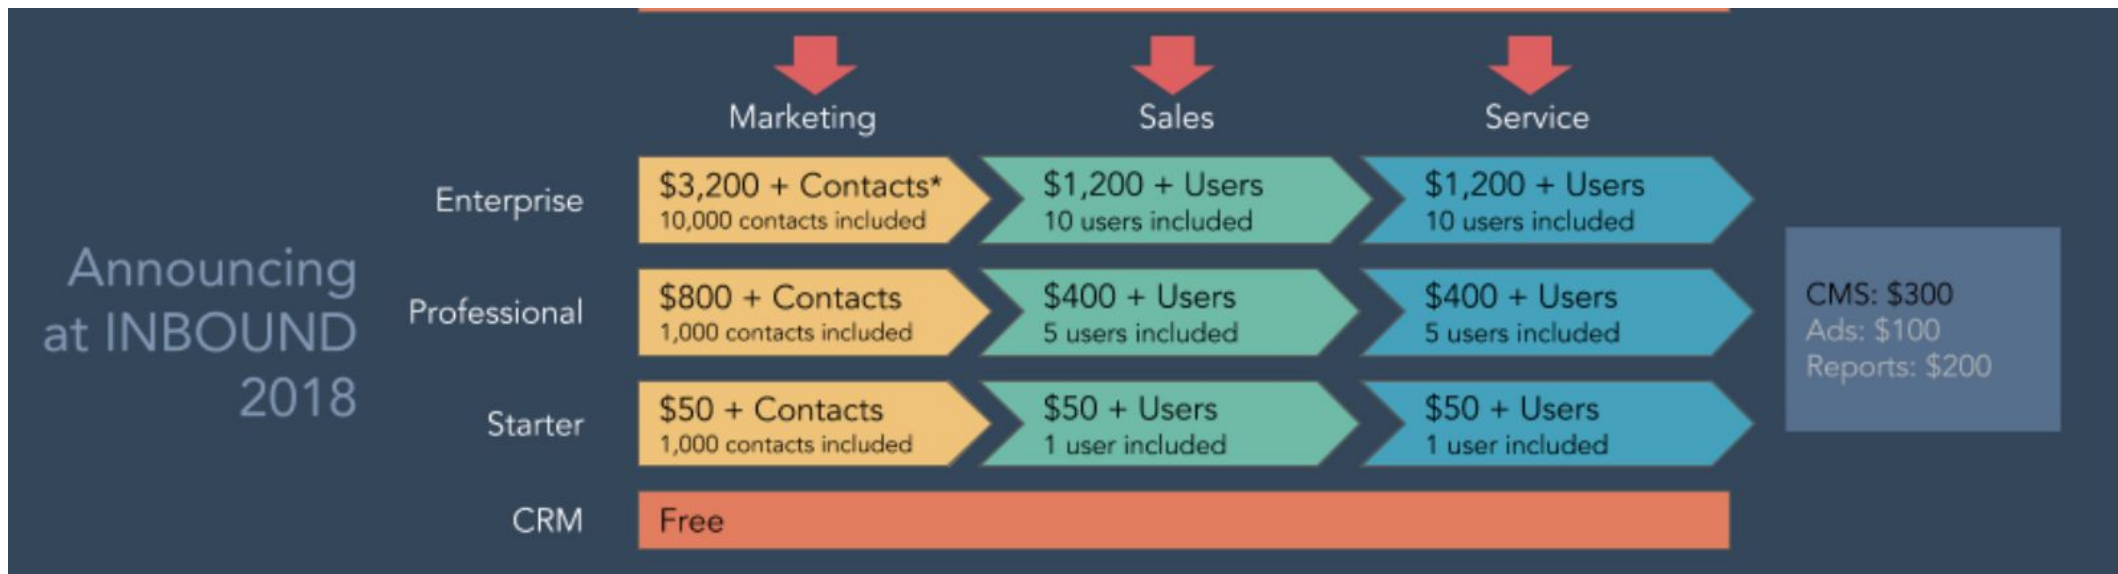 Marketing
Sales
Service
Announcing
at INBOUND
2018
Enterprise
$3,200 + Contacts*
10,000 contacts included
$1,200 + Users
10 users included
$1,200 + Users
10 users included
Professional
$800 + Contacts
1,000 contacts included
$400 + Users
5 users included
$400 + Users
5 users included
Starter
$50 + Contacts
1,000 contacts included
$50 + Users
1 user included
$50 + Users
1 user included
CRM
Free
CMS: $300
Ads: $100
Reports: $200